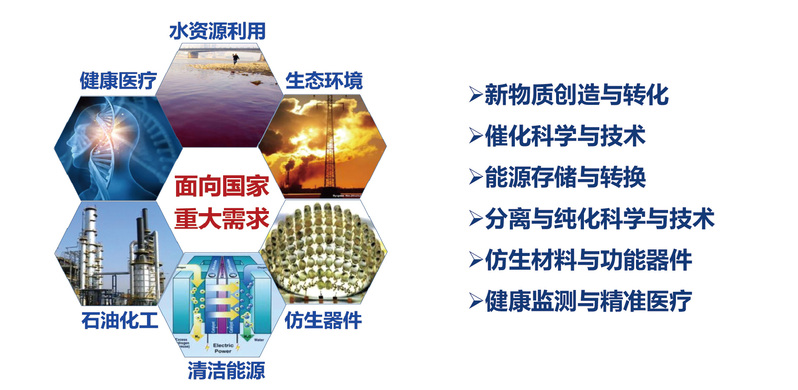 水资源利用
健康医疗
生态环境
面向国家
重大需求
石油化工
仿生器件
Electric
Power
Water
清洁能源
➢新物质创造与转化
➢催化科学与技术
➢能源存储与转换
➢分离与纯化科学与技术
➢仿生材料与功能器件
➢健康监测与精准医疗